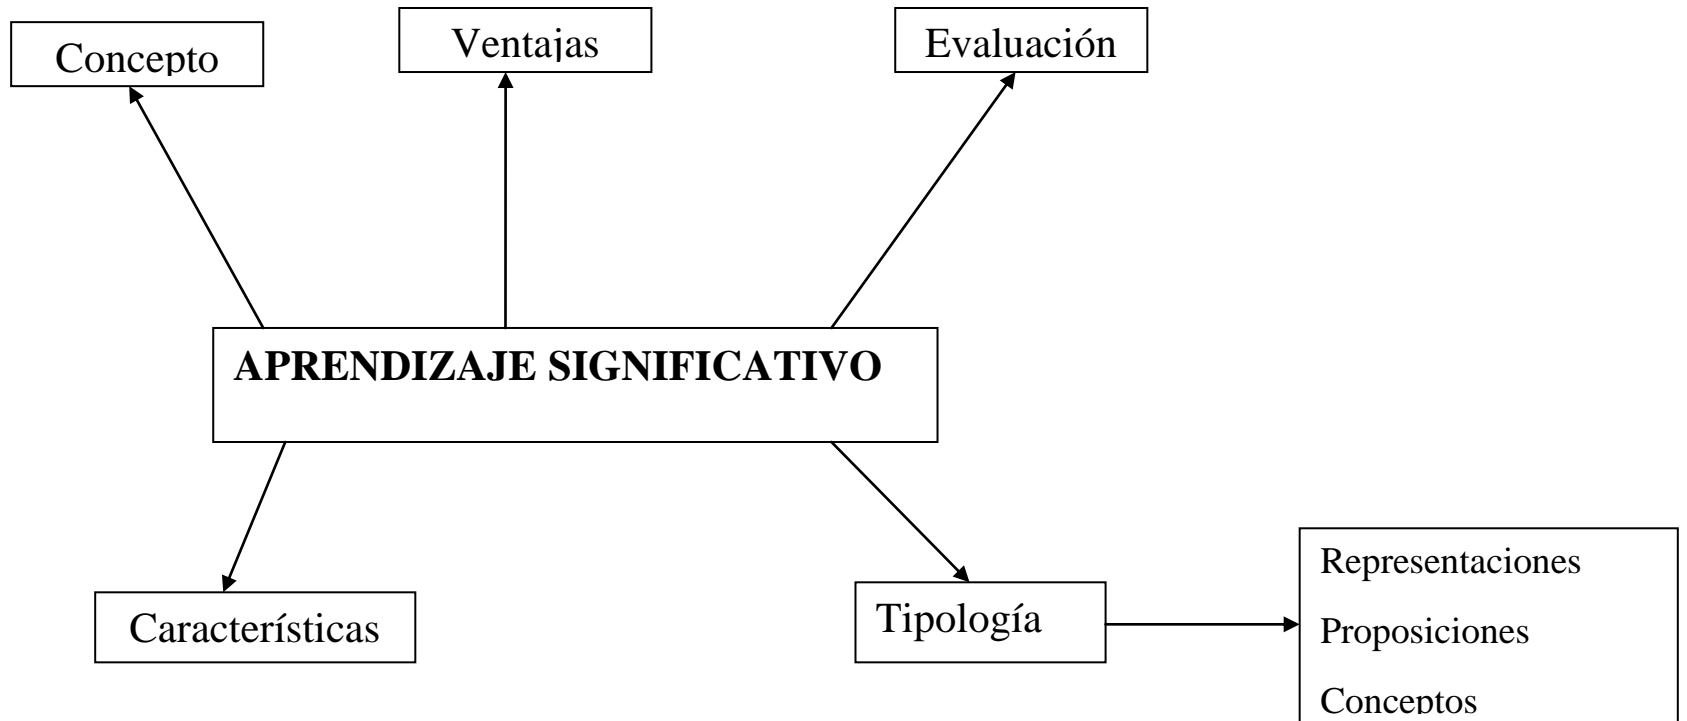 Concepto
Ventajas
Evaluación
APRENDIZAJE SIGNIFICATIVO
Características
Tipología
Representaciones
Proposiciones
Conceptos